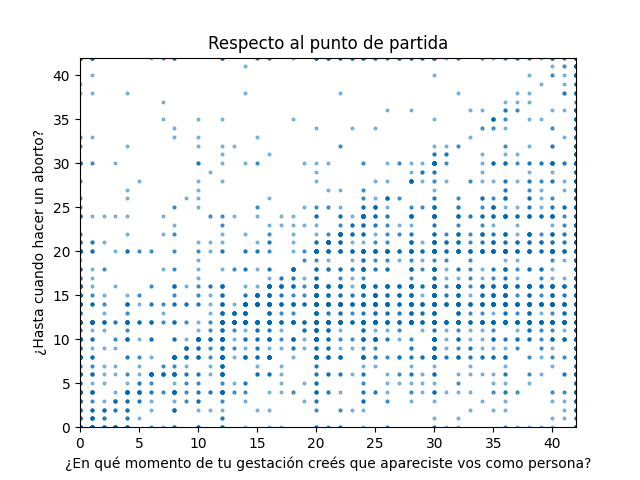 Respecto al punto de partida
¿Hasta cuando hacer un aborto?
40
35
30
25
20
15
10
5
0
0 5 10 15 20 25 30 35 40
¿En qué momento de tu gestación creés que apareciste vos como persona?